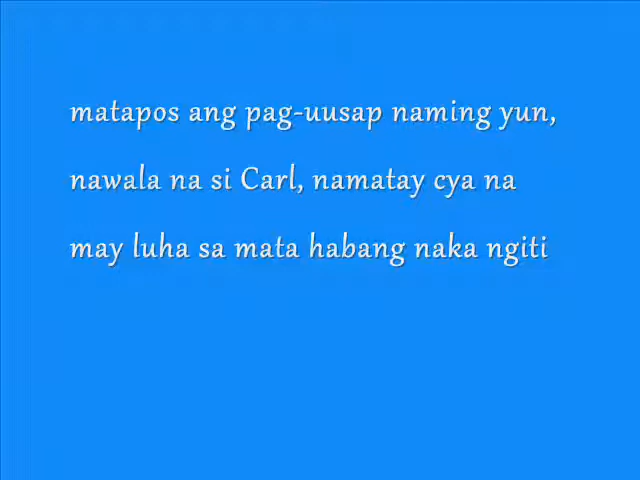 matapos ang pag-uusap naming yun,
nawala na si Carl, namatay cya na
may luha sa mata habang naka ngiti